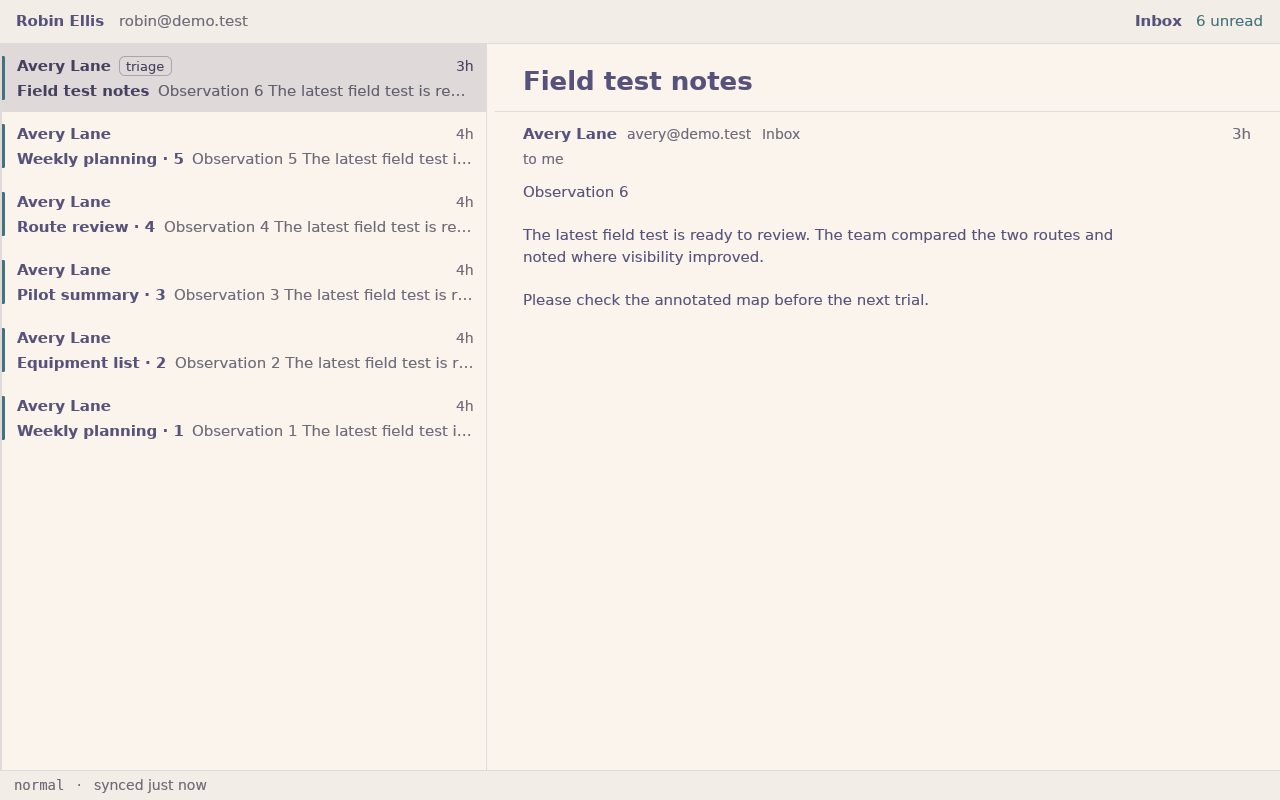 Robin Ellis robin@demo.test
Inbox 6 unread
Avery Lane triage 3h
Field test notes Observation 6 The latest field test is re…
Avery Lane 4h
Weekly planning · 5 Observation 5 The latest field test i…
Avery Lane 4h
Route review · 4 Observation 4 The latest field test is re…
Avery Lane 4h
Pilot summary · 3 Observation 3 The latest field test is r…
Avery Lane 4h
Equipment list · 2 Observation 2 The latest field test is r…
Avery Lane 4h
Weekly planning · 1 Observation 1 The latest field test i…
Field test notes
Avery Lane avery@demo.test Inbox 3h
to me
Observation 6
The latest field test is ready to review. The team compared the two routes and
noted where visibility improved.
Please check the annotated map before the next trial.
normal · synced just now